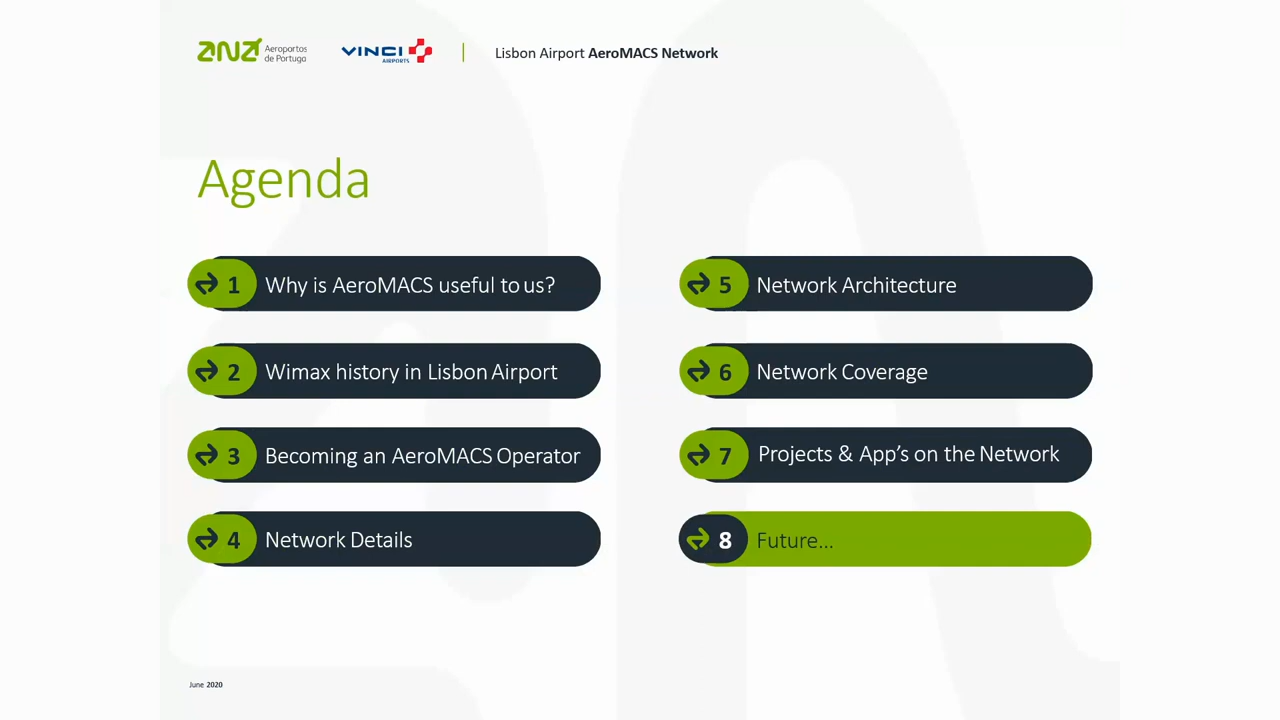 ANA Aeroportos
de Portugal
VINCI
AIRPORTS
Lisbon Airport AeroMACS Network
Agenda
1 Why is AeroMACS useful to us?
2 Wimax history in Lisbon Airport
3 Becoming an AeroMACS Operator
4 Network Details
5 Network Architecture
6 Network Coverage
7 Projects & App's on the Network
8 Future...
June 2020